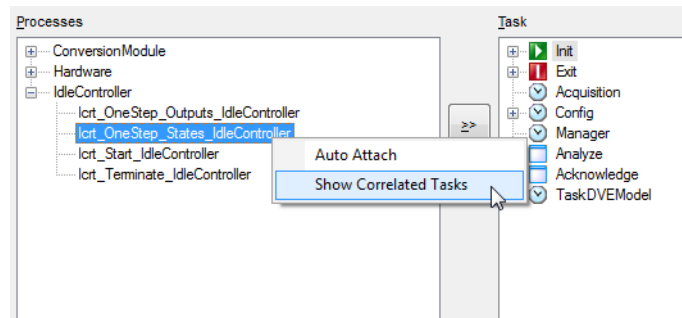 Processes
ConversionModule
Hardware
IdleController
lcrt_OneStep_Outputs_IdleController
lcrt_OneStep_States_IdleController
lcrt_Start_IdleController
lcrt_Terminate_IdleController
>>
Auto Attach
Show Correlated Tasks
Task
Init
Exit
Acquisition
Config
Manager
Analyze
Acknowledge
TaskDVEModel